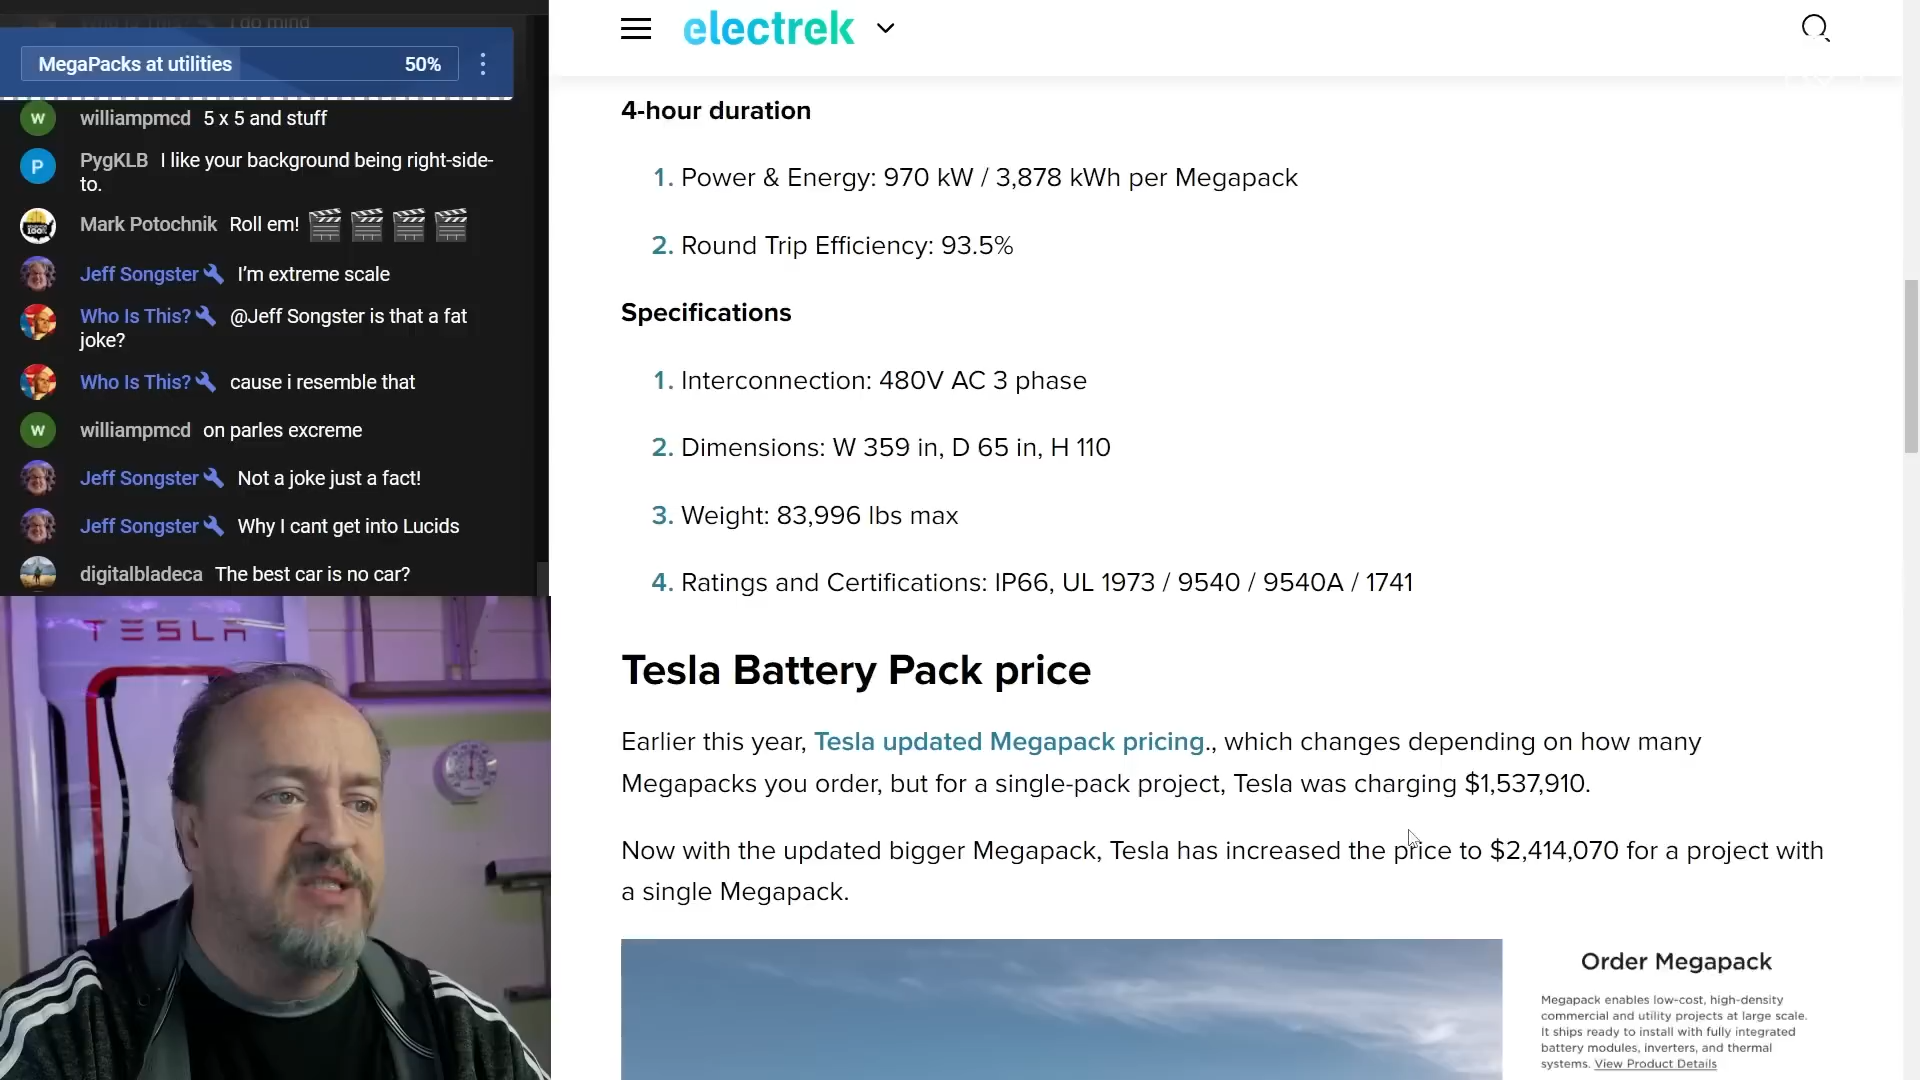 Who Is This? I do mind
MegaPacks at utilities 50%
W williampmcd 5 x 5 and stuff
P PygKLB I like your background being right-side-
to.
Mark Potochnik Roll em!
Jeff Songster I'm extreme scale
Who Is This? @Jeff Songster is that a fat
joke?
Who Is This? cause i resemble that
W williampmcd on parles excreme
Jeff Songster Not a joke just a fact!
Jeff Songster Why I cant get into Lucids
digitalbladeca The best car is no car?
TESLA
electrek
4-hour duration
1. Power & Energy: 970 kW / 3,878 kWh per Megapack
2. Round Trip Efficiency: 93.5%
Specifications
1. Interconnection: 480V AC 3 phase
2. Dimensions: W 359 in, D 65 in, H 110
3. Weight: 83,996 lbs max
4. Ratings and Certifications: IP66, UL 1973 / 9540 / 9540A / 1741
Tesla Battery Pack price
Earlier this year, Tesla updated Megapack pricing., which changes depending on how many
Megapacks you order, but for a single-pack project, Tesla was charging $1,537,910.
Now with the updated bigger Megapack, Tesla has increased the price to $2,414,070 for a project with
a single Megapack.
Order Megapack
Megapack enables low-cost, high-density
commercial and utility projects at large scale.
It ships ready to install with fully integrated
battery modules, inverters, and thermal
systems. View Product Details